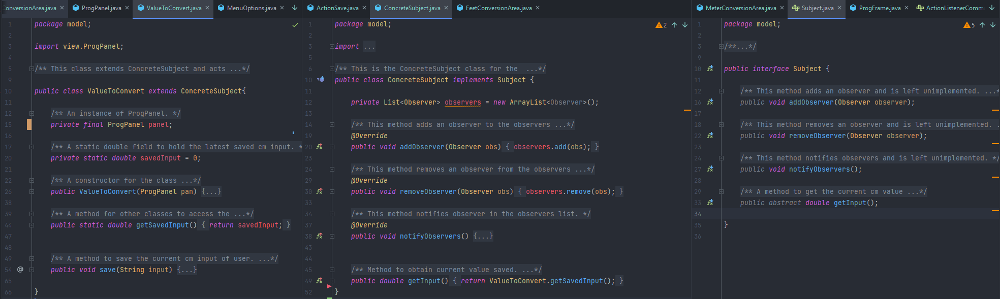 onversionArea.java × ProgPanel.java × ValueToConvert.java × MenuOptions.java ×
1 package model;
2
3 import view.ProgPanel;
4
5 /** This class extends ConcreteSubject and acts ...*/
9
10 public class ValueToConvert extends ConcreteSubject{
11
12 /** An instance of ProgPanel. */
15 private final ProgPanel panel;
16
17 /** A static double field to hold the latest saved cm input. *
20 private static double savedInput = 0;
21
22 /** A constructor for the class ...*/
26 public ValueToConvert(ProgPanel pan) {...}
38
39 /** A method for other classes to access the ...*/
44 public static double getSavedInput() { return savedInput; }
47
48
49 /** A method to save the current cm input of user. ...*/
54 @ public void save(String input) {...}
65
66 }
ActionSave.java × ConcreteSubject.java × FeetConversionArea.java ×
1 package model; 2
2
3 import ...
5
6 /** This is the ConcreteSubject class for the ...*/
10 public class ConcreteSubject implements Subject {
11
12 private List<Observer> observers = new ArrayList<Observer>();
13
14 /** This method adds an observer to the observers ...*/
19 @Override
20 public void addObserver(Observer obs) { observers.add(obs); }
23
24 /** This method removes an observer from the observers ...*/
29 @Override
30 public void removeObserver(Observer obs) { observers.remove(obs); }
33
34 /** This method notifies observer in the observers list. */
37 @Override
38 public void notifyObservers() {...}
43
44
45 /** Method to obtain current value saved. ...*/
49 public double getInput() { return ValueToConvert.getSavedInput(); }
52 }
MeterConversionArea.java × Subject.java × ProgFrame.java × ActionListenerComm
1 package model; 5
2
3 /**...*/
9
10 public interface Subject {
11
12 /** This method adds an observer and is left unimplemented. ...*
16 public void addObserver(Observer observer);
17
18 /** This method removes an observer and is left unimplemented. .
22 public void removeObserver(Observer observer);
23
24 /** This method notifies observers and is left unimplemented. */
27 public void notifyObservers();
28
29 /** A method to get the current cm value ...*/
33 public abstract double getInput();
34
35 }
36